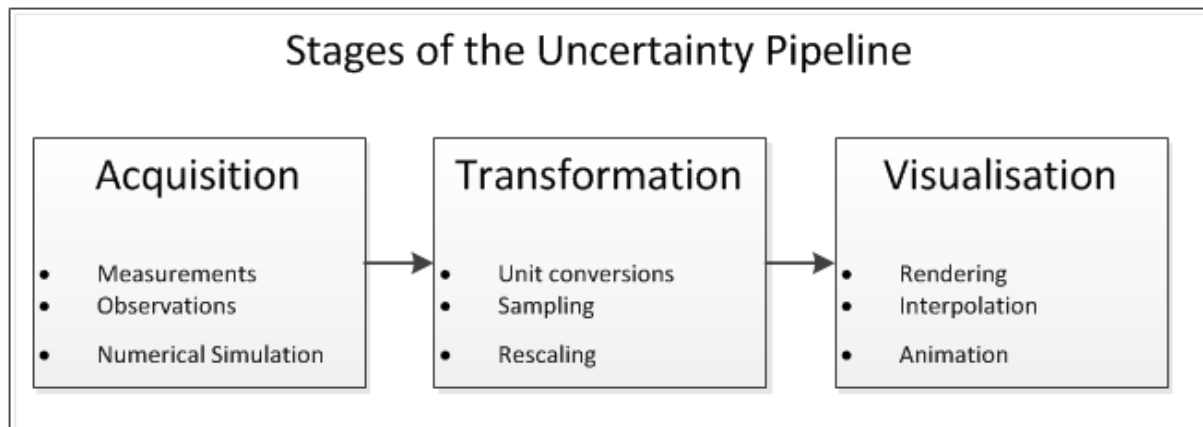 Stages of the Uncertainty Pipeline
Acquisition
• Measurements
• Observations
• Numerical Simulation
Transformation
• Unit conversions
• Sampling
• Rescaling
Visualisation
• Rendering
• Interpolation
• Animation